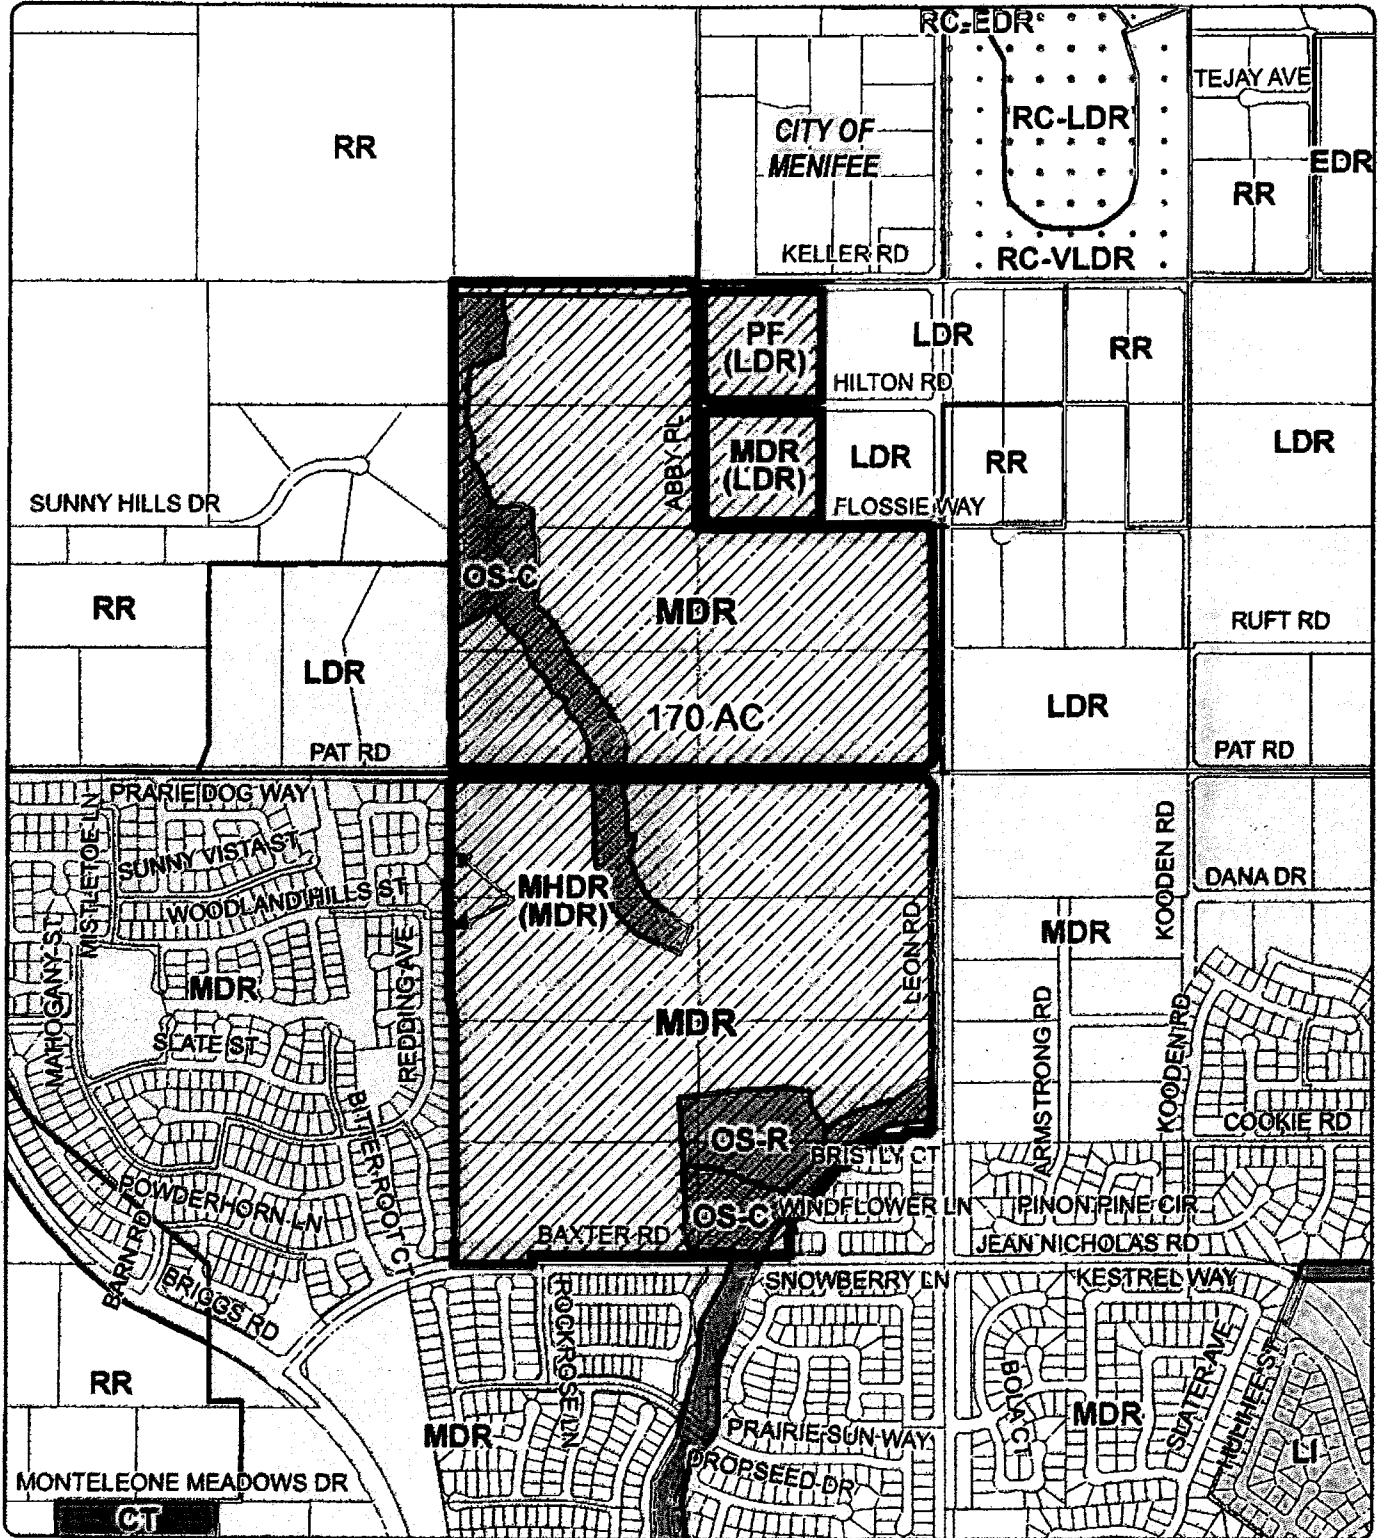 RC-EDR
TEJAY AVE
RR
CITY OF
MENIFEE
RC-LDR
EDR
RR
KELLER RD
RC-VLDR
PF
(LDR)
LDR
RR
HILTON RD
ABBY PL
MDR
(LDR)
LDR
RR
LDR
SUNNY HILLS DR
FLOSSIE WAY
OS-C
RR
MDR
RUFT RD
LDR
170 AC
LDR
PAT RD
PAT RD
PRARIE DOG WAY
MISTLETOE LN
SUNNY VISTA ST
KOODEN RD
WOODLAND HILLS ST
MHDR
(MDR)
DANA DR
MAHOGANY ST
REDDING AVE
LEON RD
MDR
MDR
MDR
SLATE ST
ARMSTRONG RD
KOODEN RD
BITTER ROOT CT
OS-R
COOKIE RD
BRISTLY CT
POWDERHORN LN
OS-C
WINDFLOWER LN
PINON PINE CIR
BAXTER RD
JEAN NICHOLAS RD
BARN RD
BRIGGS RD
ROCKROSE LN
SNOWBERRY LN
KESTREL WAY
SLATER AVE
BOLA CT
RR
MDR
MDR
PRAIRIE SUN WAY
LI
DROPSEED DR
MONTELEONE MEADOWS DR
CT